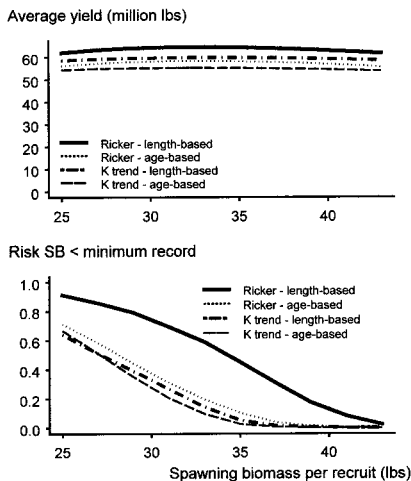 Average yield (million lbs)
60
50
40
30
20
10
0
Ricker - length-based
Ricker - age-based
K trend - length-based
K trend - age-based
25 30 35 40
Risk SB < minimum record
1.0
0.8
0.6
0.4
0.2
0.0
Ricker - length-based
Ricker - age-based
K trend - length-based
K trend - age-based
25 30 35 40
Spawning biomass per recruit (lbs)